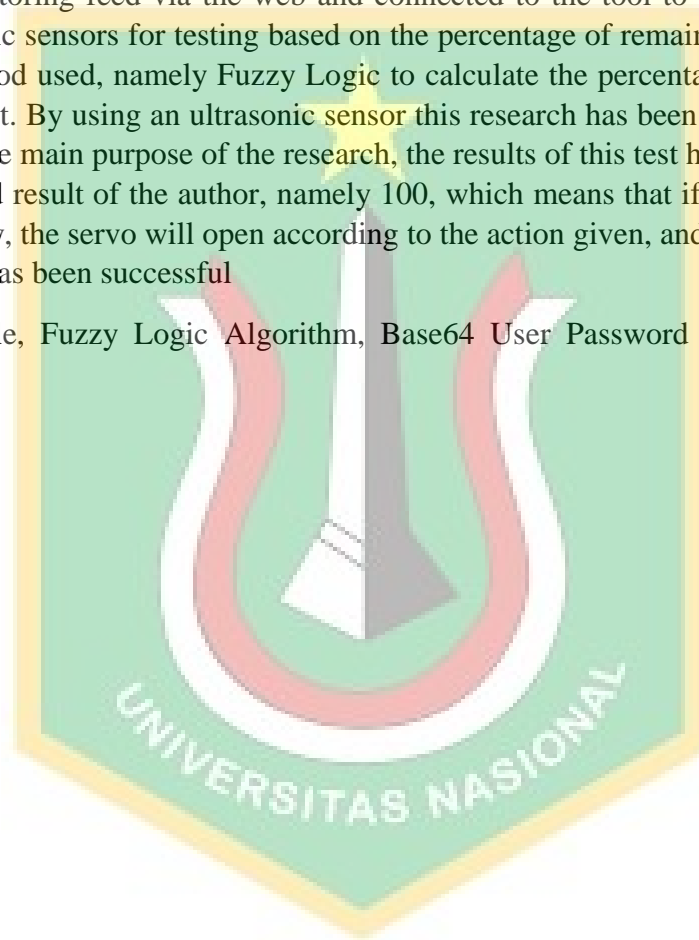 toring feed via the web and connected to the tool to
ic sensors for testing based on the percentage of remain
od used, namely Fuzzy Logic to calculate the percenta
t. By using an ultrasonic sensor this research has been
e main purpose of the research, the results of this test h
d result of the author, namely 100, which means that if
y, the servo will open according to the action given, and
as been successful
le, Fuzzy Logic Algorithm, Base64 User Password
UNIVERSITAS NASIONAL